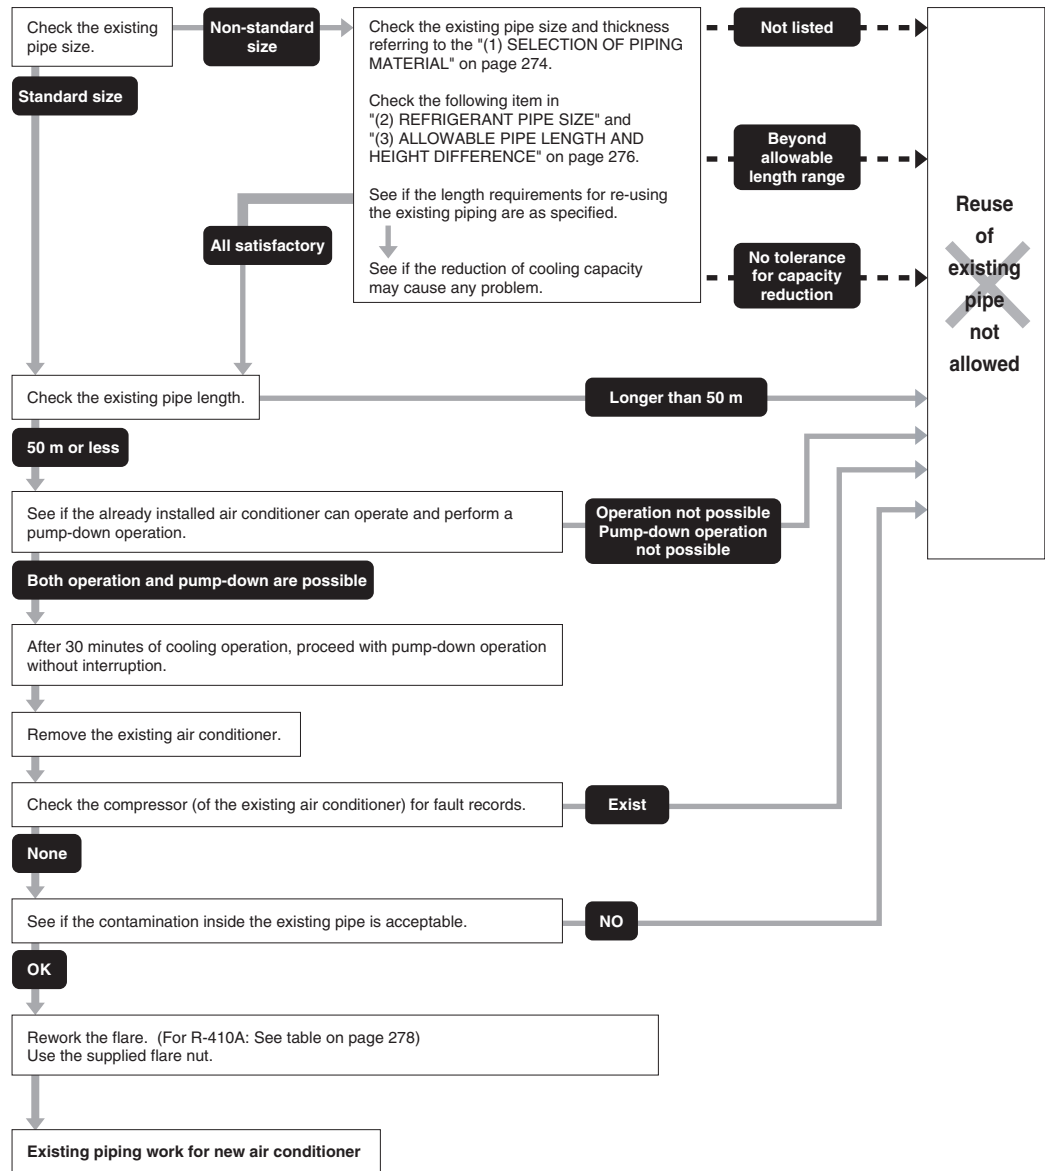 Check the existing
pipe size.
Non-standard
size
Check the existing pipe size and thickness
referring to the "(1) SELECTION OF PIPING
MATERIAL" on page 274.
Check the following item in
"(2) REFRIGERANT PIPE SIZE" and
"(3) ALLOWABLE PIPE LENGTH AND
HEIGHT DIFFERENCE" on page 276.
See if the length requirements for re-using
the existing piping are as specified.
See if the reduction of cooling capacity
may cause any problem.
Not listed
Beyond
allowable
length range
No tolerance
for capacity
reduction
Reuse
of
existing
pipe
not
allowed
Standard size
All satisfactory
Check the existing pipe length.
Longer than 50 m
50 m or less
See if the already installed air conditioner can operate and perform a
pump-down operation.
Operation not possible
Pump-down operation
not possible
Both operation and pump-down are possible
After 30 minutes of cooling operation, proceed with pump-down operation
without interruption.
Remove the existing air conditioner.
Check the compressor (of the existing air conditioner) for fault records.
Exist
None
See if the contamination inside the existing pipe is acceptable.
NO
OK
Rework the flare. (For R-410A: See table on page 278)
Use the supplied flare nut.
Existing piping work for new air conditioner